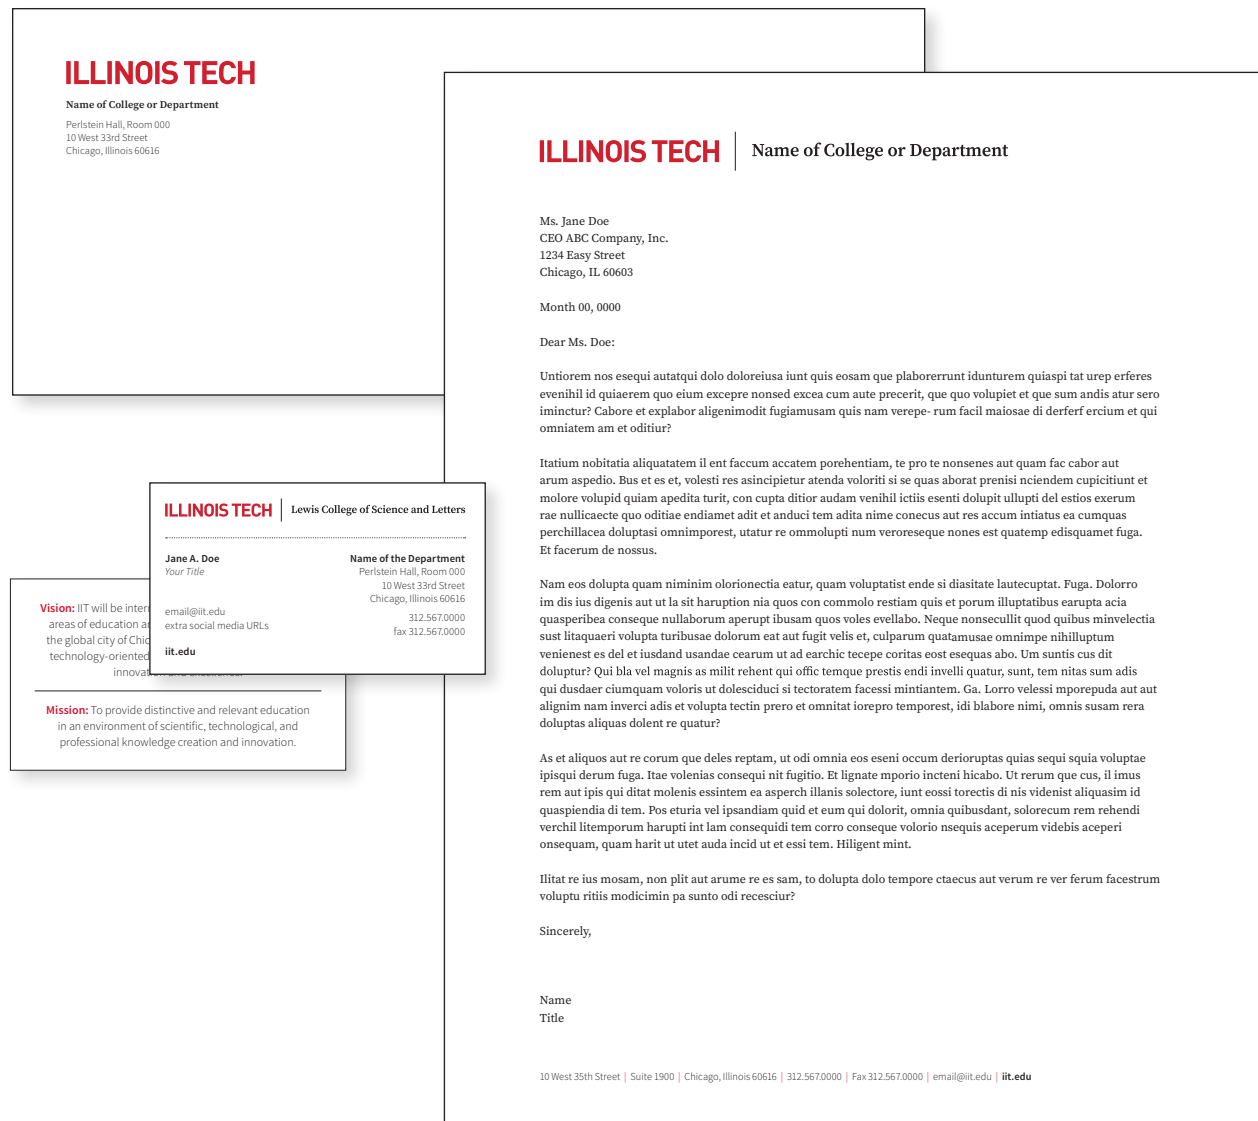 ILLINOIS TECH
Name of College or Department
Perlstein Hall, Room 000
10 West 33rd Street
Chicago, Illinois 60616
ILLINOIS TECH | Name of College or Department
Ms. Jane Doe
CEO ABC Company, Inc.
1234 Easy Street
Chicago, IL 60603
Month 00, 0000
Dear Ms. Doe:
Untiorem nos esequi autatqui dolo doloreiusa iunt quis eosam que plaborerrunt idunturem quiaspi tat urep erferes
evenihil id quiaerem quo eium excepre nonsed excea cum aute precerit, que quo volupiet et que sum andis atur sero
iminctur? Cabore et explabor aligenimodit fugiamusam quis nam verepe- rum facil maiosae di derferf ercium et qui
omniatem am et oditiur?
Itatium nobitatia aliquatatem il ent faccum accatem porehentiam, te pro te nonsenes aut quam fac cabor aut
arum aspedio. Bus et es et, volesti res asincipietur atenda voloriti si se quas aborat prenisi nciendem cupicitiunt et
molore volupid quiam apedita turit, con cupta ditior audam venihil ictiis esenti dolupit ullupti del estios exerum
rae nullicaecte quo oditiae endiamet adit et anduci tem adita nime conecus aut res accum intiatus ea cumquas
perchillacea doluptasi omnimporest, utatur re ommolupti num veroreseque nones est quatemp edisquamet fuga.
Et facerum de nossus.
Nam eos dolupta quam niminim olorionectia eatur, quam voluptatist ende si diasitate lautecuptat. Fuga. Dolorro
im dis ius digenis aut ut la sit haruption nia quos con commolo restiam quis et porum illuptatibus earupta acia
quasperibea conseque nullaborum aperupt ibusam quos voles evellabo. Neque nonsecullit quod quibus minvelectia
sust litaquaeri volupta turibusae dolorum eat aut fugit velis et, culparum quatamusae omnimpe nihilluptum
venienest es del et iusdand usandae cearum ut ad earchic tecepe coritas eost esequas abo. Um suntis cus dit
doluptur? Qui bla vel magnis as milit rehent qui offic temque prestis endi invelli quatur, sunt, tem nitas sum adis
qui dusdaer ciumquam voloris ut dolesciduci si tectoratem facessi mintiantem. Ga. Lorro velessi mporepuda aut aut
alignim nam inverci adis et volupta tectin prero et omnitat iorepro temporest, idi blabore nimi, omnis susam rera
doluptas aliquas dolent re quatur?
As et aliquos aut re corum que deles reptam, ut odi omnia eos eseni occum derioruptas quias sequi squia voluptae
ipisqui derum fuga. Itae volenias consequi nit fugitio. Et lignate mporio incteni hicabo. Ut rerum que cus, il imus
rem aut ipis qui ditat molenis essintem ea asperch illanis solectore, iunt eossi torectis di nis videnist aliquasim id
quaspiendia di tem. Pos eturia vel ipsandiam quid et eum qui dolorit, omnia quibusdant, solorecum rem rehendi
verchil litemporum harupti int lam consequidi tem corro conseque volorio nsequis aceperum videbis aceperi
onsequam, quam harit ut utet auda incid ut et essi tem. Hiligent mint.
Ilitat re ius mosam, non plit aut arume re es sam, to dolupta dolo tempore ctaecus aut verum re ver ferum facestrum
voluptu ritiis modicimin pa sunto odi recesciur?
Sincerely,
Name
Title
10 West 35th Street | Suite 1900 | Chicago, Illinois 60616 | 312.567.0000 | Fax 312.567.0000 | email@iit.edu | iit.edu
ILLINOIS TECH | Lewis College of Science and Letters
Jane A. Doe
Your Title
email@iit.edu
extra social media URLs
iit.edu
Name of the Department
Perlstein Hall, Room 000
10 West 33rd Street
Chicago, Illinois 60616
312.567.0000
fax 312.567.0000
Vision: IIT will be
areas of education
the global city of
technology-oriented
Mission: To provide distinctive and relevant education
in an environment of scientific, technological, and
professional knowledge creation and innovation.